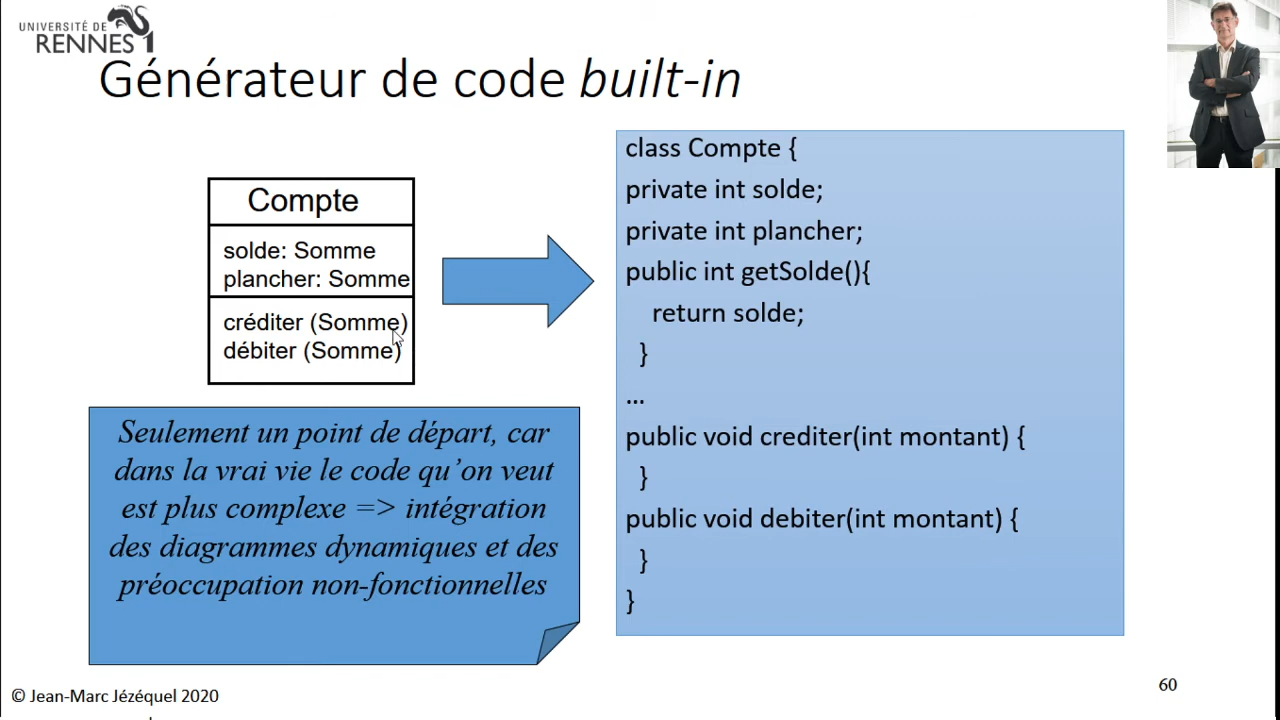 UNIVERSITÉ DE
RENNES 1
Générateur de code built-in
Compte
solde: Somme
plancher: Somme
créditer (Somme)
débiter (Somme)
class Compte {
private int solde;
private int plancher;
public int getSolde(){
return solde;
}
...
public void crediter(int montant) {
}
public void debiter(int montant) {
}
}
Seulement un point de départ, car
dans la vrai vie le code qu’on veut
est plus complexe => intégration
des diagrammes dynamiques et des
préoccupation non-fonctionnelles
© Jean-Marc Jézéquel 2020
60